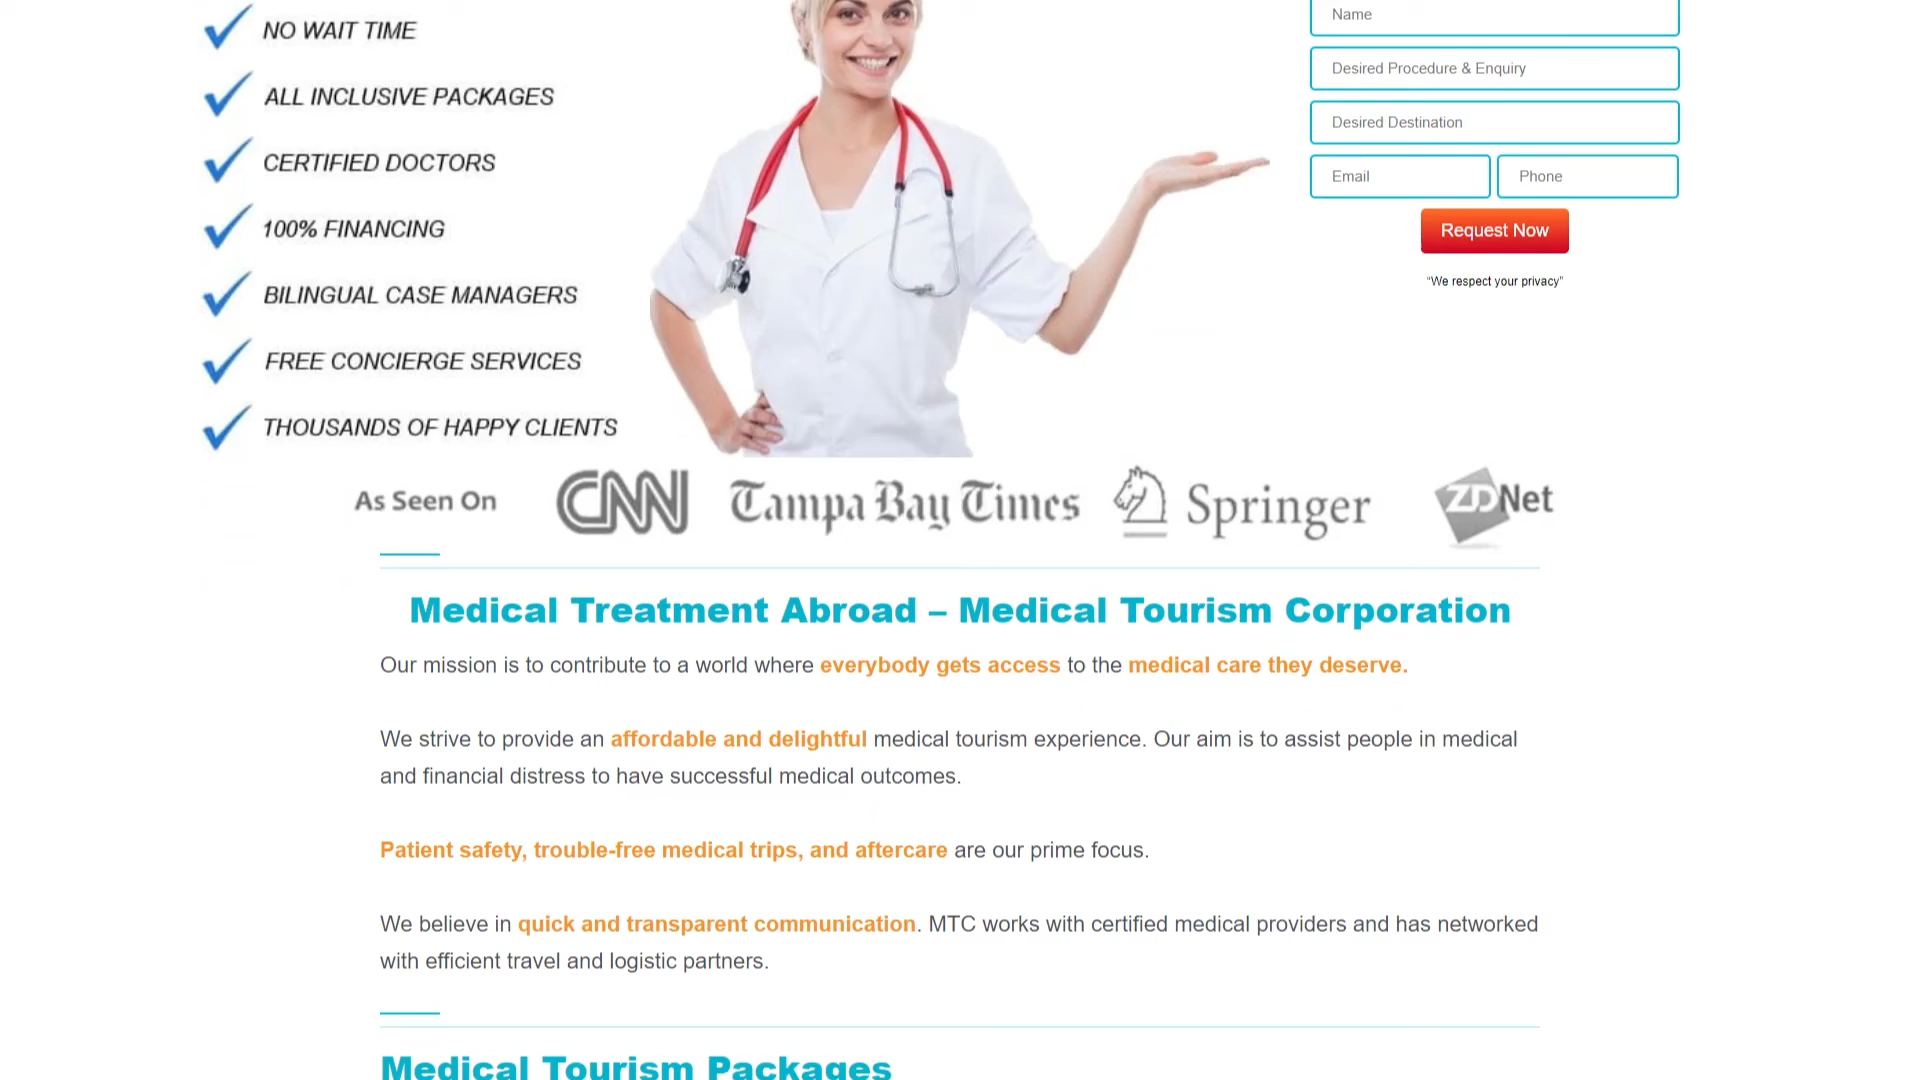 NO WAIT TIME
ALL INCLUSIVE PACKAGES
CERTIFIED DOCTORS
100% FINANCING
BILINGUAL CASE MANAGERS
FREE CONCIERGE SERVICES
THOUSANDS OF HAPPY CLIENTS
Name
Desired Procedure & Enquiry
Desired Destination
Email Phone
Request Now
"We respect your privacy"
As Seen On CNN Tampa Bay Times Springer ZDNet
Medical Treatment Abroad – Medical Tourism Corporation
Our mission is to contribute to a world where everybody gets access to the medical care they deserve.
We strive to provide an affordable and delightful medical tourism experience. Our aim is to assist people in medical
and financial distress to have successful medical outcomes.
Patient safety, trouble-free medical trips, and aftercare are our prime focus.
We believe in quick and transparent communication. MTC works with certified medical providers and has networked
with efficient travel and logistic partners.
Medical Tourism Packages